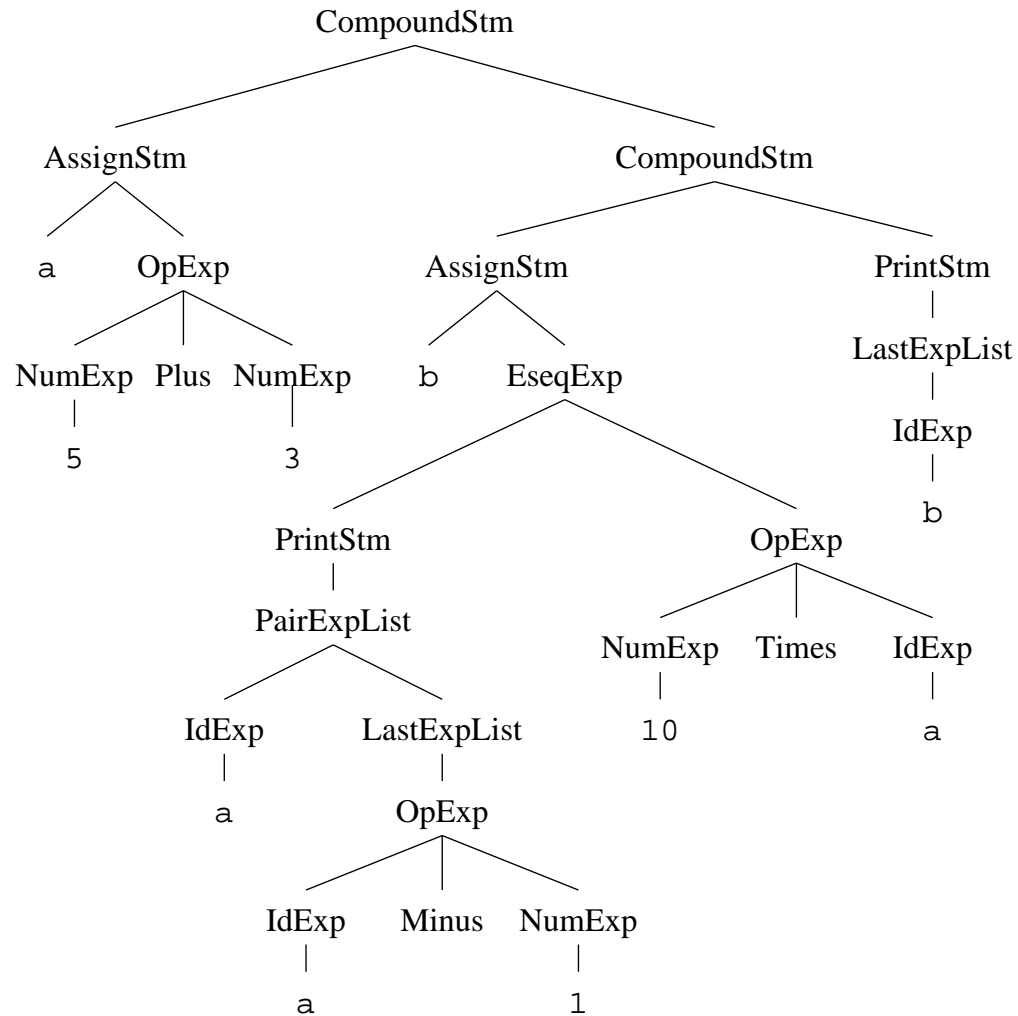 CompoundStm
AssignStm CompoundStm
a OpExp AssignStm PrintStm
NumExp Plus NumExp b EseqExp LastExpList
5 3 IdExp
PrintStm OpExp b
PairExpList NumExp Times IdExp
IdExp LastExpList 10 a
a OpExp
IdExp Minus NumExp
a 1